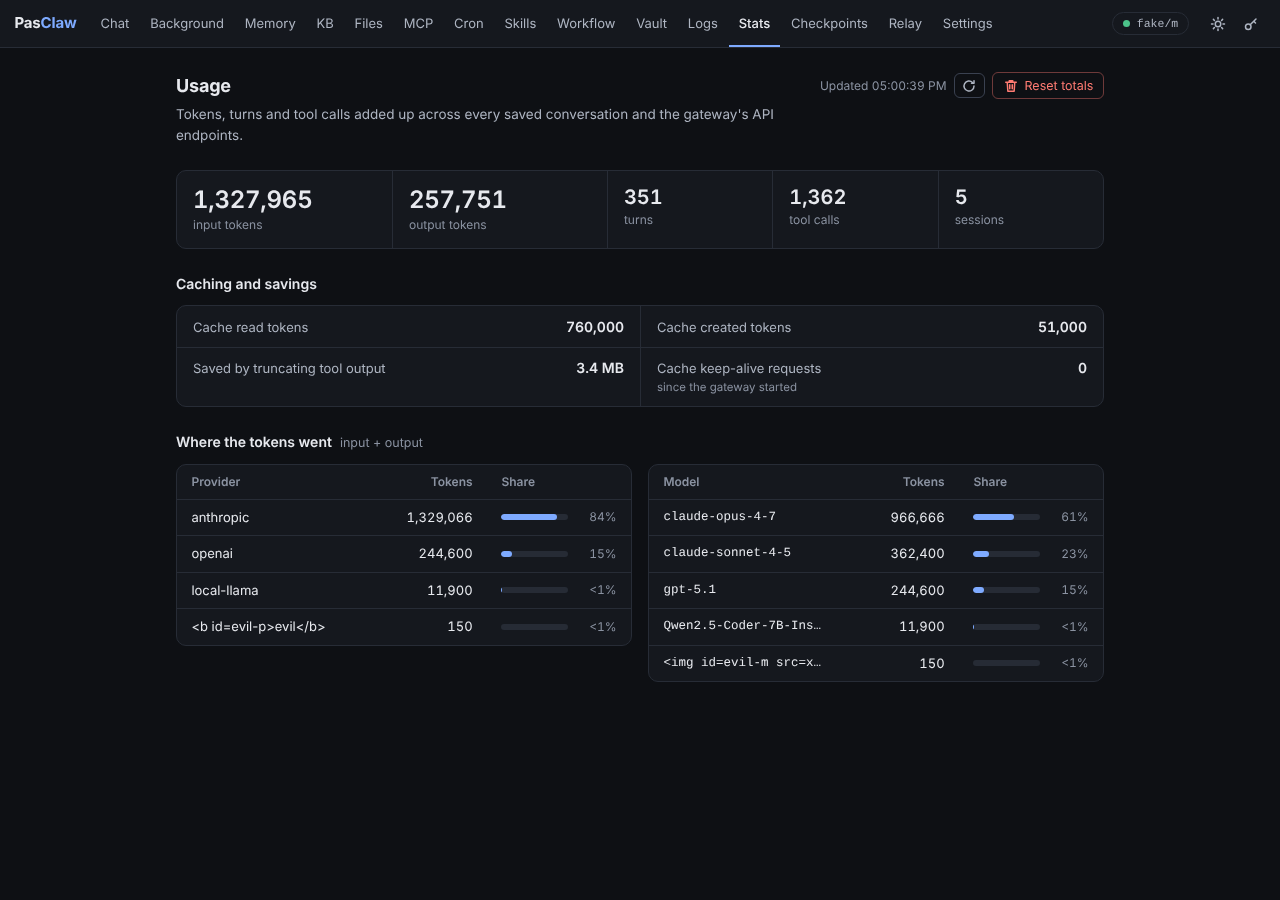 PasClaw Chat Background Memory KB Files MCP Cron Skills Workflow Vault Logs Stats Checkpoints Relay Settings fake/m
Usage
Updated 05:00:39 PM Reset totals
Tokens, turns and tool calls added up across every saved conversation and the gateway's API
endpoints.
1,327,965 257,751 351 1,362 5
input tokens output tokens turns tool calls sessions
Caching and savings
Cache read tokens 760,000 Cache created tokens 51,000
Saved by truncating tool output 3.4 MB Cache keep-alive requests 0
since the gateway started
Where the tokens went input + output
Provider Tokens Share
anthropic 1,329,066 84%
openai 244,600 15%
local-llama 11,900 <1%
<b id=evil-p>evil</b> 150 <1%
Model Tokens Share
claude-opus-4-7 966,666 61%
claude-sonnet-4-5 362,400 23%
gpt-5.1 244,600 15%
Qwen2.5-Coder-7B-Ins… 11,900 <1%
<img id=evil-m src=x… 150 <1%